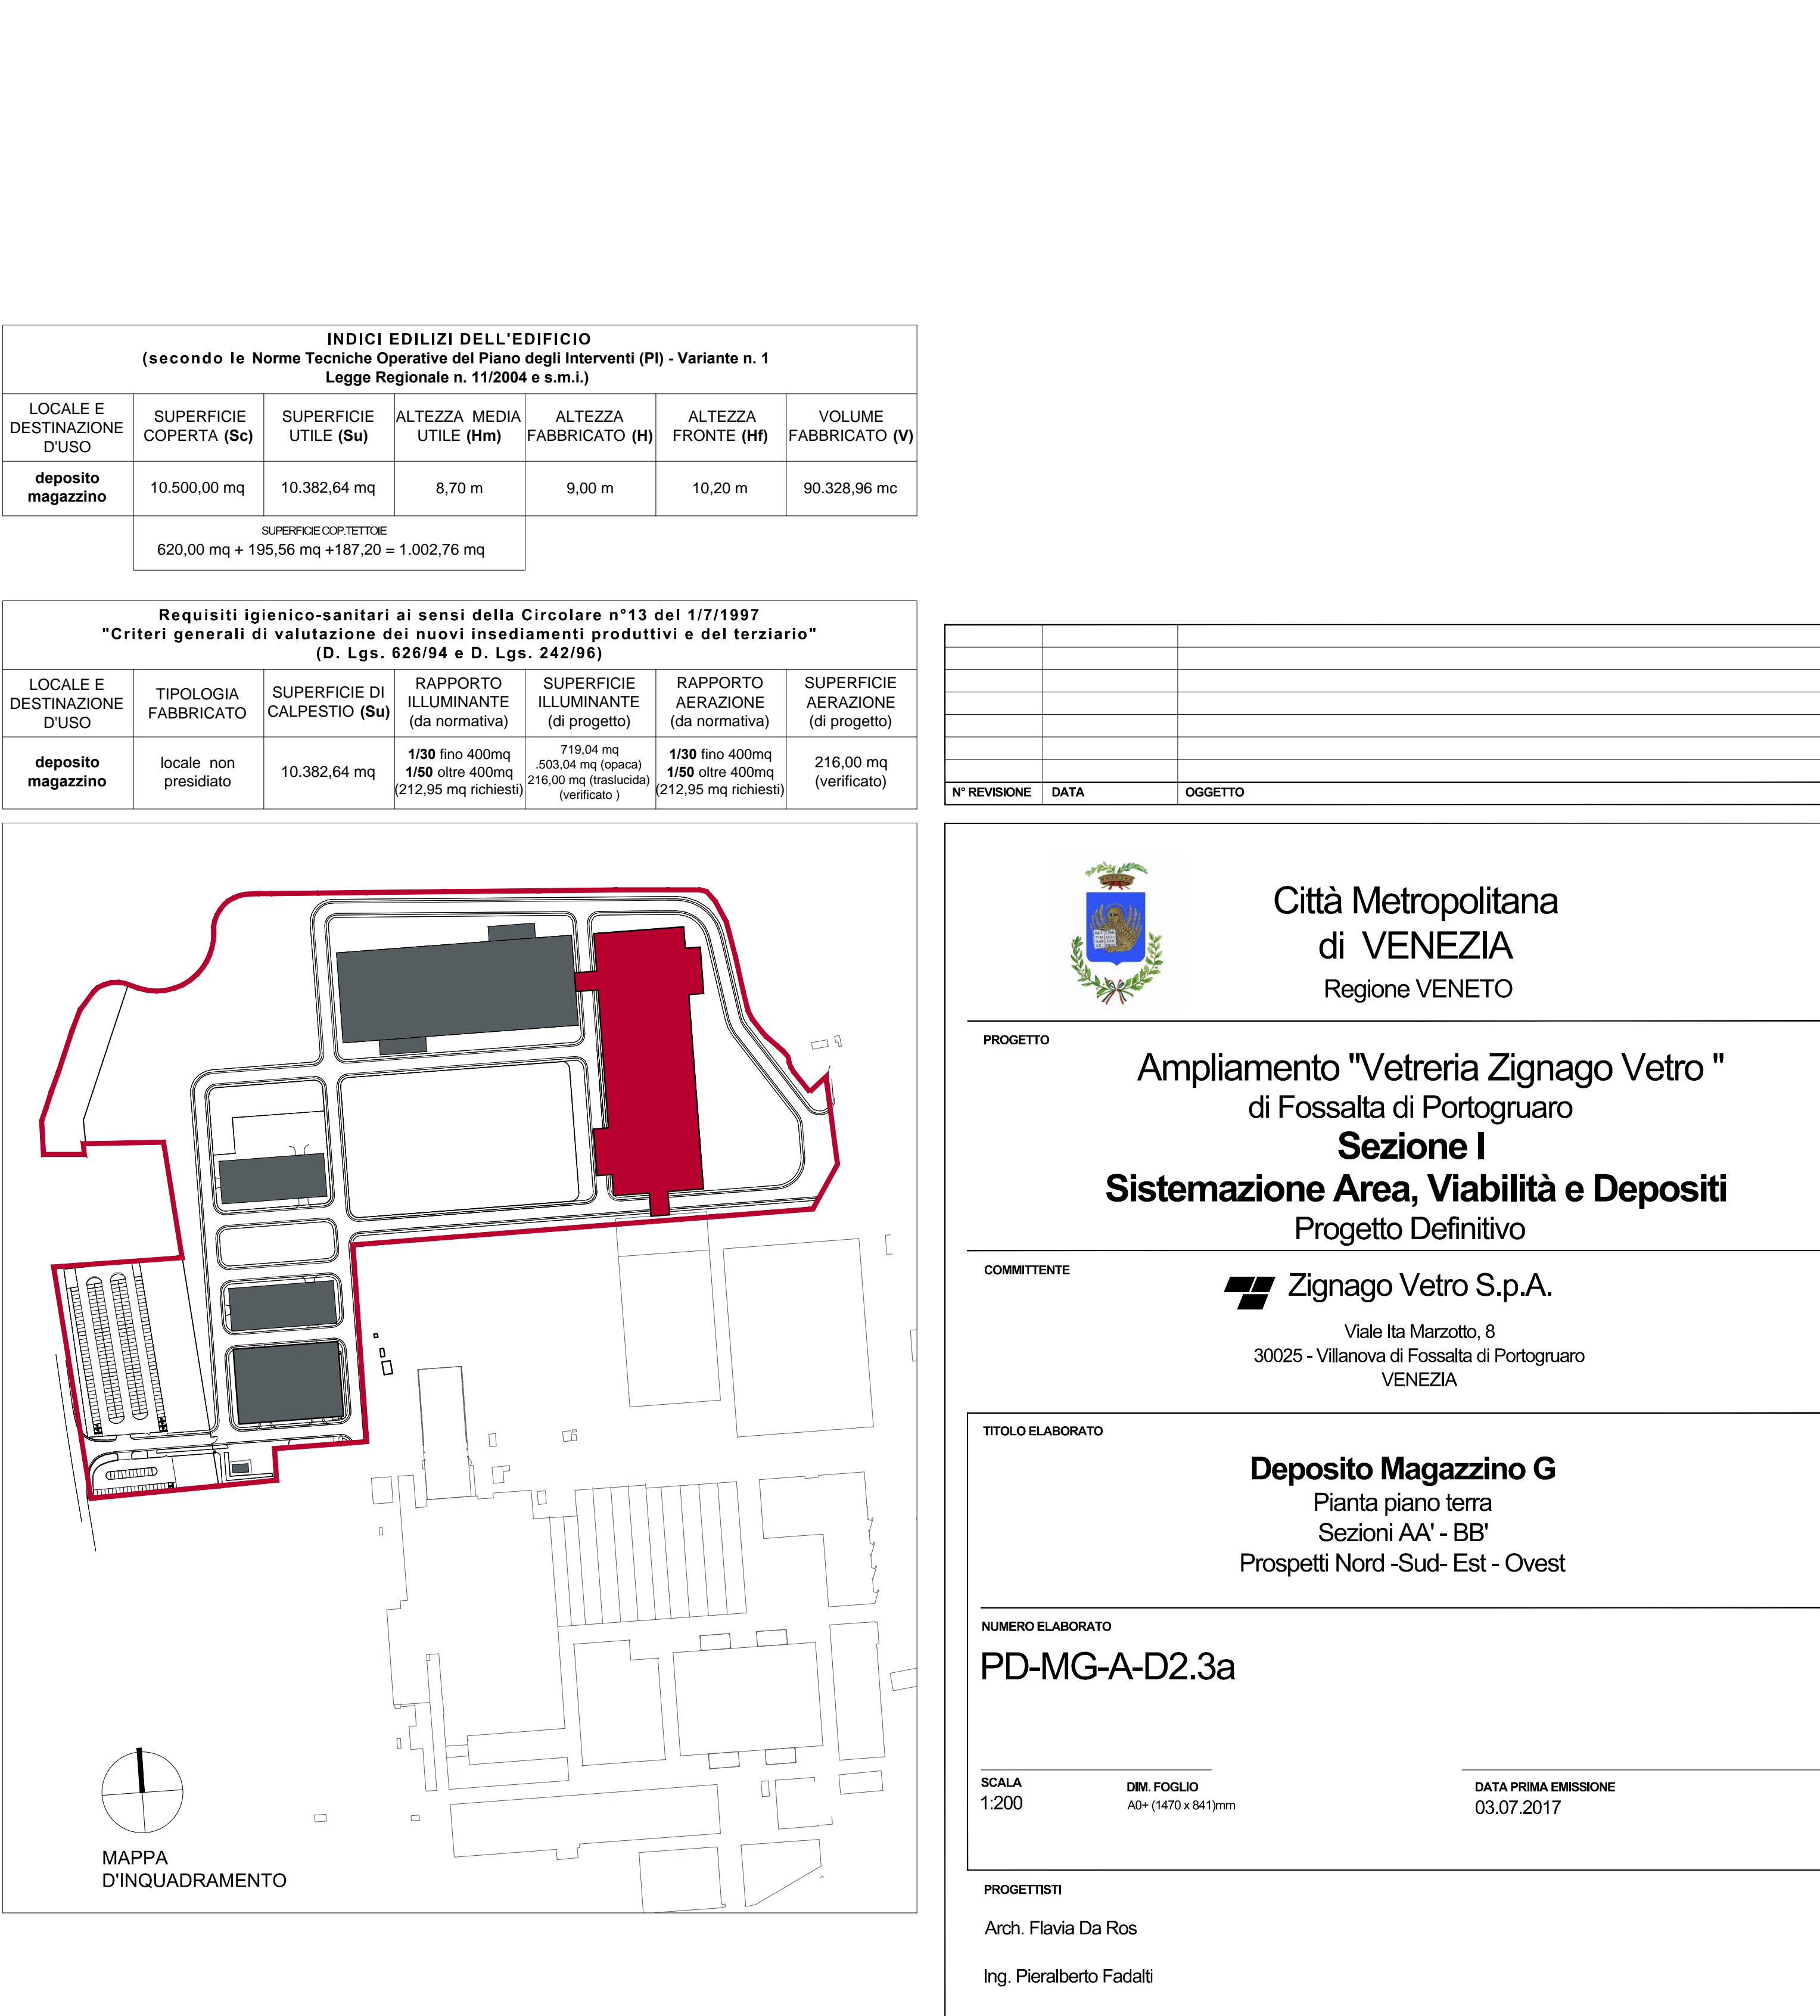 INDICI EDILIZI DELL'EDIFICIO
(secondo le Norme Tecniche Operative del Piano degli Interventi (PI) - Variante n. 1
Legge Regionale n. 11/2004 e s.m.i.)
LOCALE E DESTINAZIONE D'USO
SUPERFICIE COPERTA (Sc)
SUPERFICIE UTILE (Su)
ALTEZZA MEDIA UTILE (Hm)
ALTEZZA FABBRICATO (H)
ALTEZZA FRONTE (Hf)
VOLUME FABBRICATO (V)
deposito magazzino
10.500,00 mq
10.382,64 mq
8,70 m
9,00 m
10,20 m
90.328,96 mc
SUPERFICIE COP.TETTOIE
620,00 mq + 195,56 mq +187,20 = 1.002,76 mq
Requisiti igienico-sanitari ai sensi della Circolare n°13 del 1/7/1997
"Criteri generali di valutazione dei nuovi insediamenti produttivi e del terziario"
(D. Lgs. 626/94 e D. Lgs. 242/96)
LOCALE E DESTINAZIONE D'USO
TIPOLOGIA FABBRICATO
SUPERFICIE DI CALPESTIO (Su)
RAPPORTO ILLUMINANTE (da normativa)
SUPERFICIE ILLUMINANTE (di progetto)
RAPPORTO AERAZIONE (da normativa)
SUPERFICIE AERAZIONE (di progetto)
deposito magazzino
locale non presidiato
10.382,64 mq
1/30 fino 400mq
1/50 oltre 400mq
(212,95 mq richiesti)
719,04 mq
.503,04 mq (opaca)
216,00 mq (traslucida)
(verificato )
1/30 fino 400mq
1/50 oltre 400mq
(212,95 mq richiesti)
216,00 mq
(verificato)
MAPPA
D'INQUADRAMENTO
N° REVISIONE DATA OGGETTO
Città Metropolitana
di VENEZIA
Regione VENETO
PROGETTO
Ampliamento "Vetreria Zignago Vetro "
di Fossalta di Portogruaro
Sezione I
Sistemazione Area, Viabilità e Depositi
Progetto Definitivo
COMMITTENTE
Zignago Vetro S.p.A.
Viale Ita Marzotto, 8
30025 - Villanova di Fossalta di Portogruaro
VENEZIA
TITOLO ELABORATO
Deposito Magazzino G
Pianta piano terra
Sezioni AA' - BB'
Prospetti Nord -Sud- Est - Ovest
NUMERO ELABORATO
PD-MG-A-D2.3a
SCALA
1:200
DIM. FOGLIO
A0+ (1470 x 841)mm
DATA PRIMA EMISSIONE
03.07.2017
PROGETTISTI
Arch. Flavia Da Ros
Ing. Pieralberto Fadalti